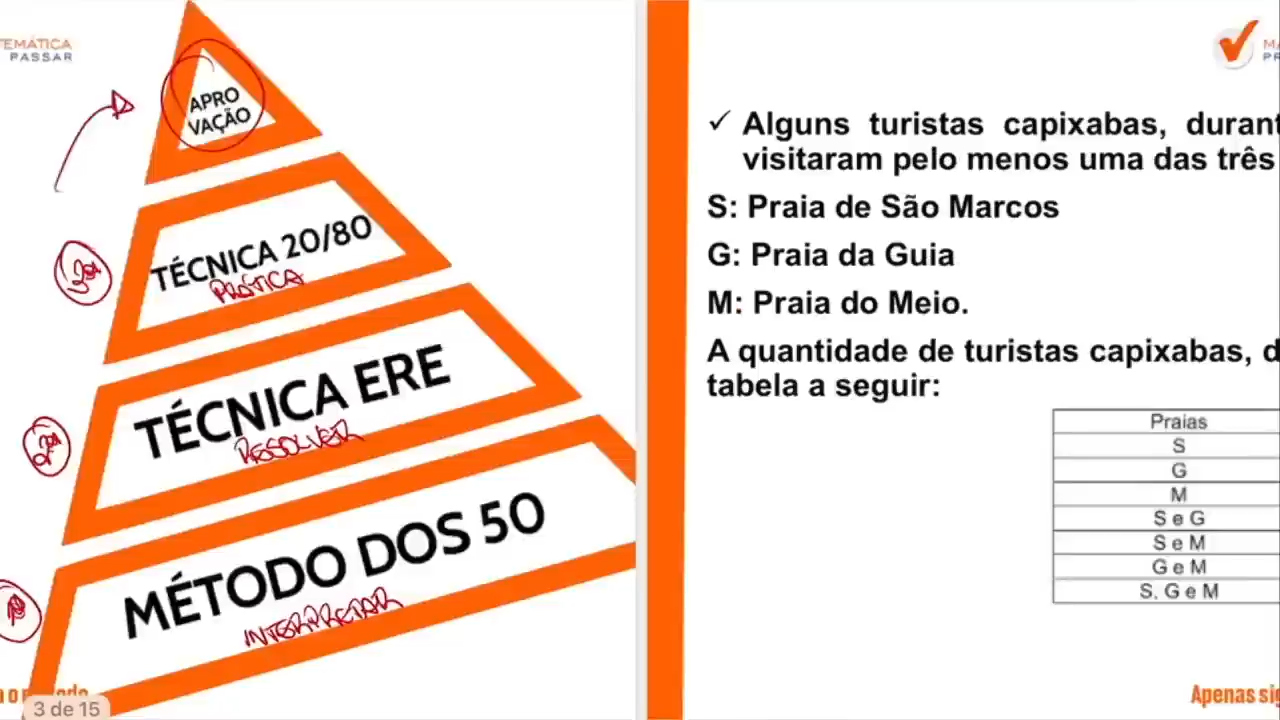 TEMÁTICA
PASSAR
APRO
VAÇÃO
TÉCNICA 20/80
PRÁTICA
TÉCNICA ERE
RESOLVER
MÉTODO DOS 50
INTERPRETAR
3 de 15
✓ Alguns turistas capixabas, durant
visitaram pelo menos uma das três
S: Praia de São Marcos
G: Praia da Guia
M: Praia do Meio.
A quantidade de turistas capixabas, d
tabela a seguir:
Praias
S
G
M
S e G
S e M
G e M
S, G e M
Apenas sig